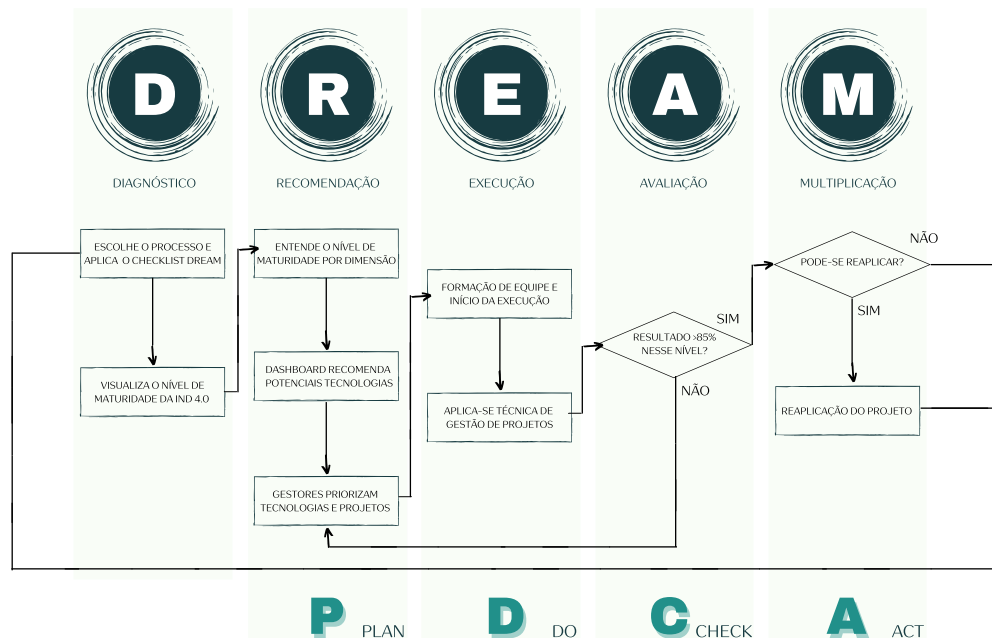 D
DIAGNÓSTICO
ESCOLHE O PROCESSO E
APLICA O CHECKLIST DREAM
VISUALIZA O NÍVEL DE
MATURIDADE DA IND 4.0
R
RECOMENDAÇÃO
ENTENDE O NÍVEL DE
MATURIDADE POR DIMENSÃO
DASHBOARD RECOMENDA
POTENCIAIS TECNOLOGIAS
GESTORES PRIORIZAM
TECNOLOGIAS E PROJETOS
P PLAN
E
EXECUÇÃO
FORMAÇÃO DE EQUIPE E
INÍCIO DA EXECUÇÃO
APLICA-SE TÉCNICA DE
GESTÃO DE PROJETOS
D DO
A
AVALIAÇÃO
RESULTADO >85%
NESSE NÍVEL?
SIM
NÃO
C CHECK
M
MULTIPLICAÇÃO
PODE-SE REAPLICAR?
NÃO
SIM
REAPLICAÇÃO DO PROJETO
A ACT